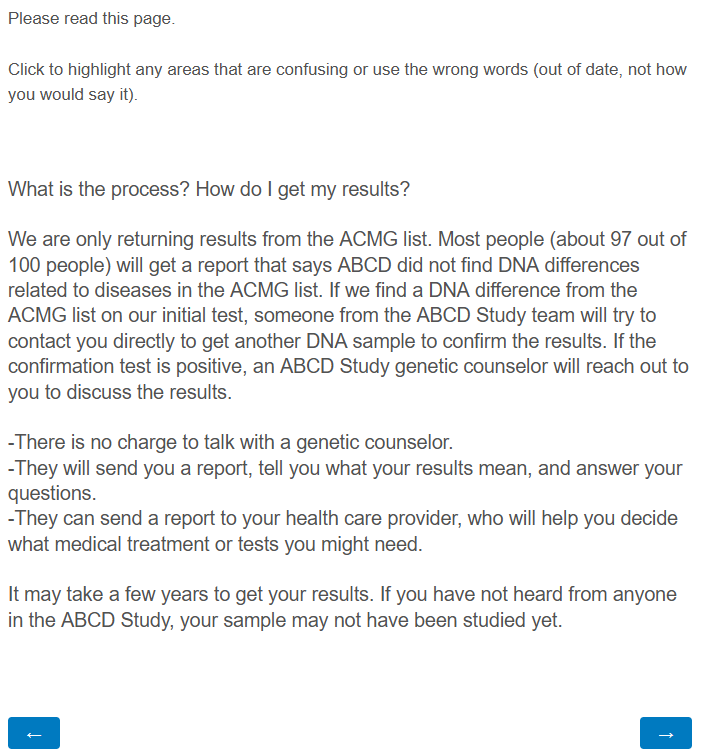 Please read this page.
Click to highlight any areas that are confusing or use the wrong words (out of date, not how
you would say it).
What is the process? How do I get my results?
We are only returning results from the ACMG list. Most people (about 97 out of
100 people) will get a report that says ABCD did not find DNA differences
related to diseases in the ACMG list. If we find a DNA difference from the
ACMG list on our initial test, someone from the ABCD Study team will try to
contact you directly to get another DNA sample to confirm the results. If the
confirmation test is positive, an ABCD Study genetic counselor will reach out to
you to discuss the results.
-There is no charge to talk with a genetic counselor.
-They will send you a report, tell you what your results mean, and answer your
questions.
-They can send a report to your health care provider, who will help you decide
what medical treatment or tests you might need.
It may take a few years to get your results. If you have not heard from anyone
in the ABCD Study, your sample may not have been studied yet.
← →